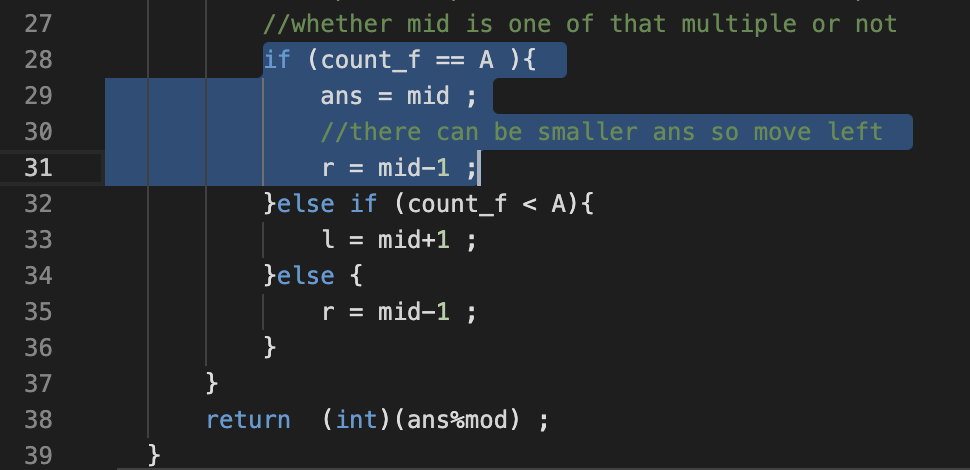 27 //whether mid is one of that multiple or not
28 if (count_f == A ){
29 ans = mid ;
30 //there can be smaller ans so move left
31 r = mid-1 ;
32 }else if (count_f < A){
33 l = mid+1 ;
34 }else {
35 r = mid-1 ;
36 }
37 }
38 return  (int)(ans%mod) ;
39 }